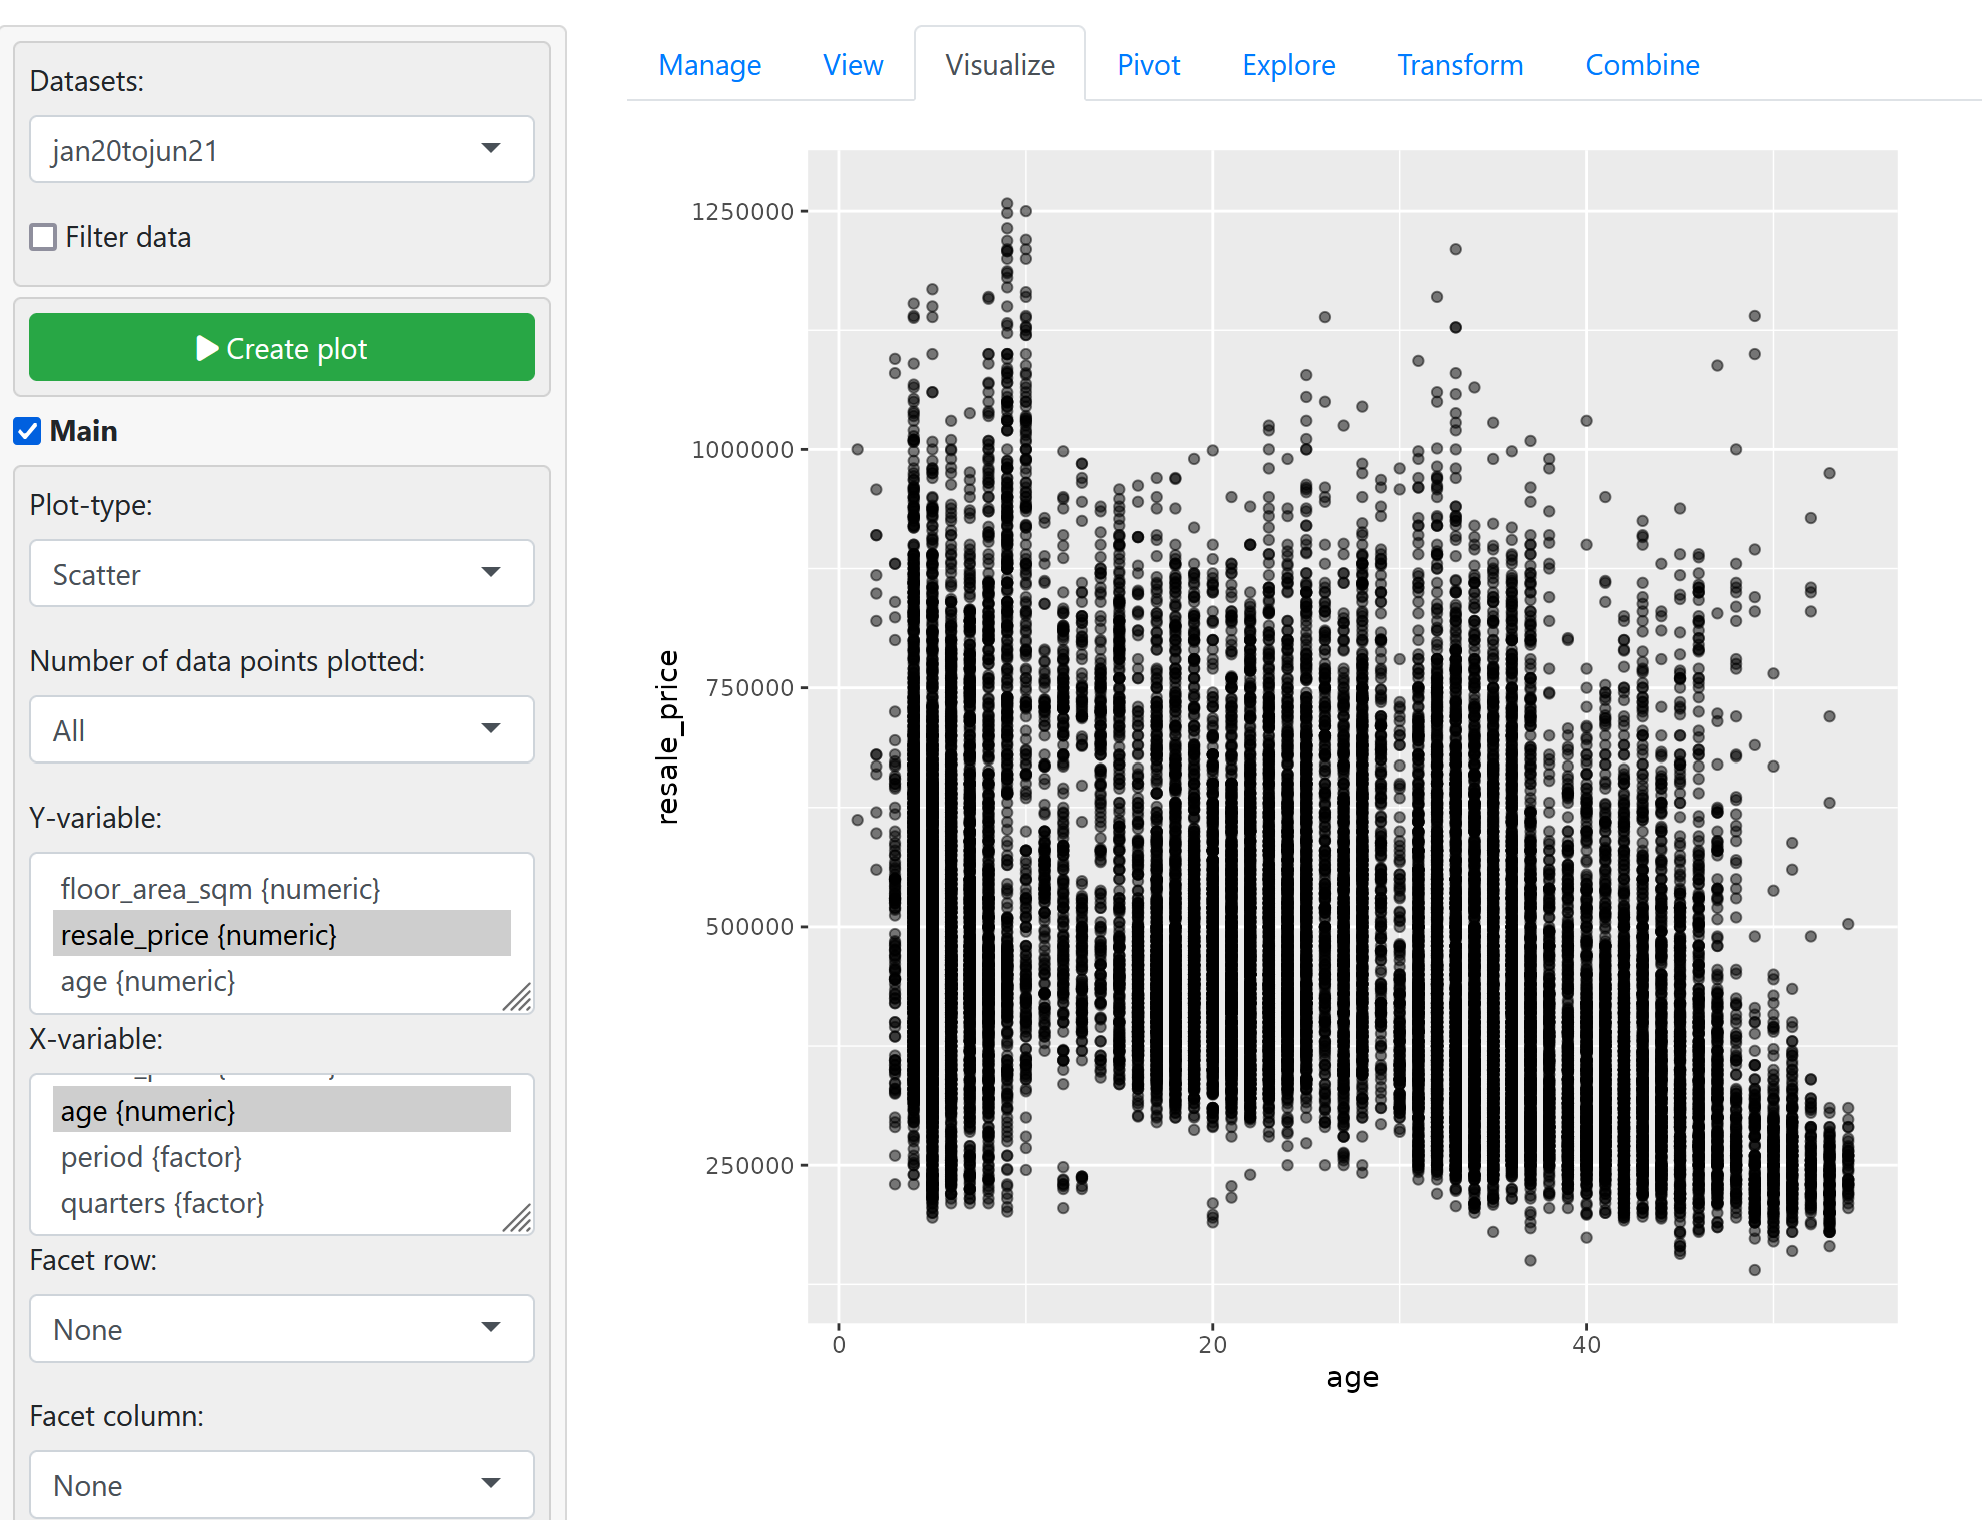 Datasets:
jan20tojun21
Filter data
Create plot
Main
Plot-type:
Scatter
Number of data points plotted:
All
Y-variable:
floor_area_sqm {numeric}
resale_price {numeric}
age {numeric}
X-variable:
age {numeric}
period {factor}
quarters {factor}
Facet row:
None
Facet column:
None
Manage View Visualize Pivot Explore Transform Combine
1250000
1000000
750000
500000
250000
resale_price
0 20 40
age